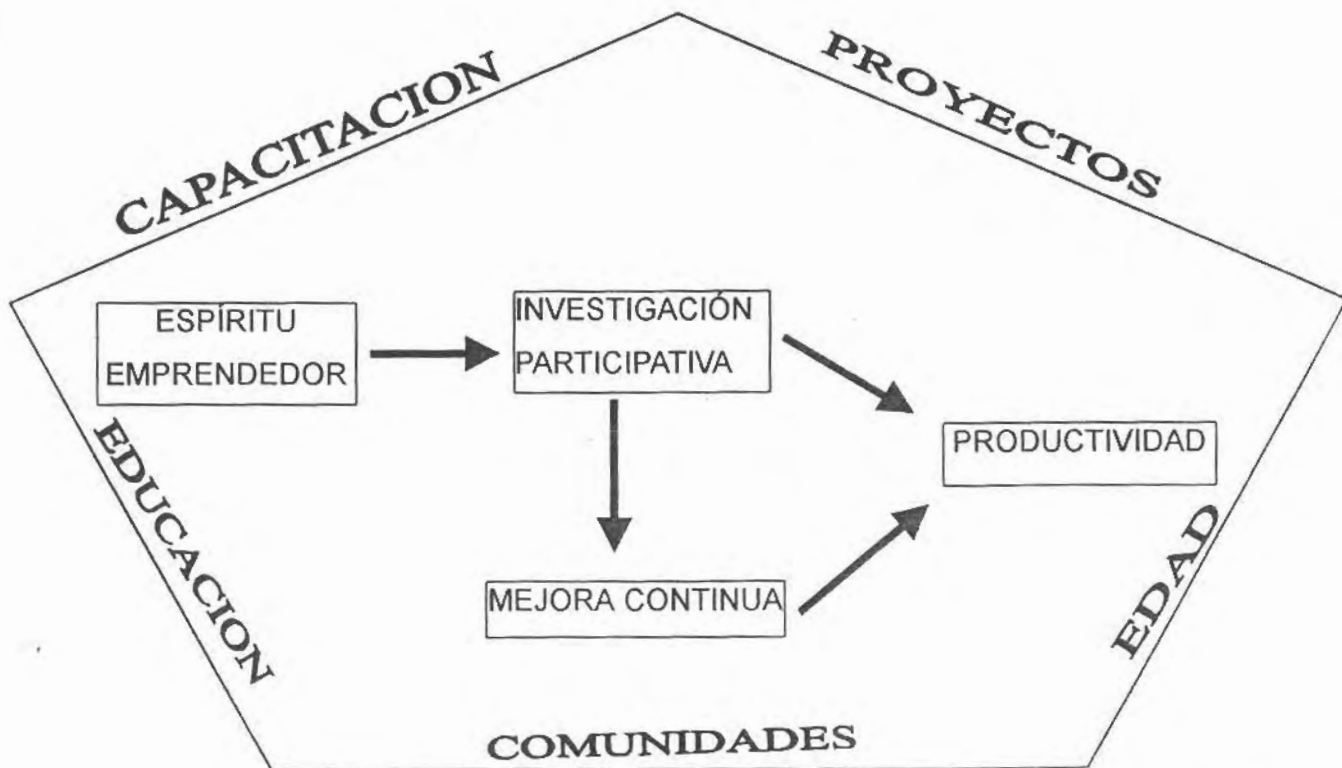 CAPACITACION
PROYECTOS
ESPÍRITU
EMPRENDEDOR
INVESTIGACIÓN
PARTICIPATIVA
PRODUCTIVIDAD
EDUCACION
MEJORA CONTINUA
EDAD
COMUNIDADES